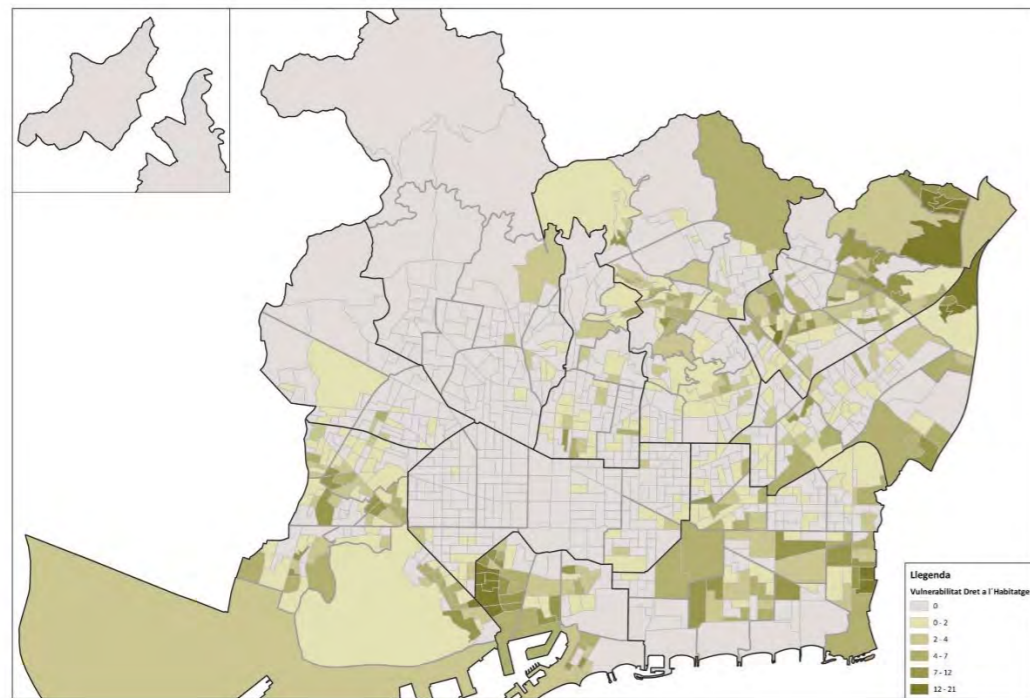 Llegenda
Vulnerabilitat Dret a l´Habitatge
0
0 - 2
2 - 4
4 - 7
7 - 12
12 - 21